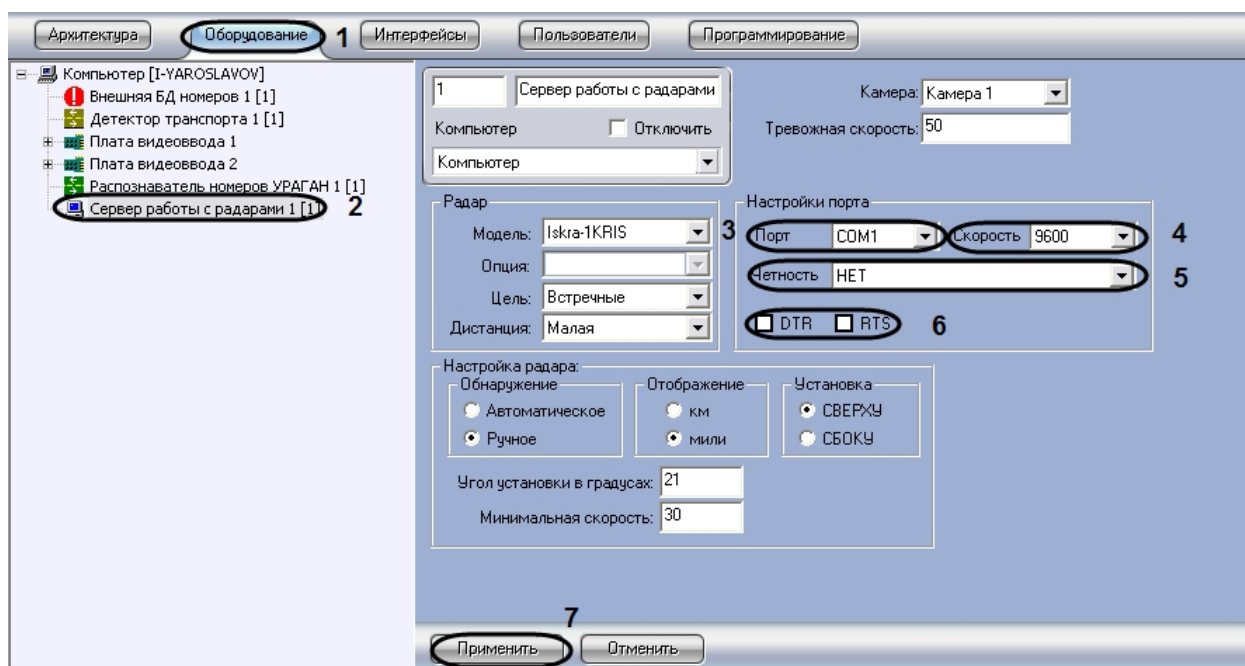 Архитектура Оборудование 1 Интерфейсы Пользователи Программирование
Компьютер [I-YAROSLAVOV]
Внешняя БД номеров 1 [1]
Детектор транспорта 1 [1]
Плата видеоввода 1
Плата видеоввода 2
Распознаватель номеров УРАГАН 1 [1]
Сервер работы с радарами 1 [1] 2
1 Сервер работы с радарами
Компьютер Отключить
Компьютер
Камера: Камера 1
Тревожная скорость: 50
Радар
Модель: Iskra-1KRIS
Опция:
Цель: Встречные
Дистанция: Малая
Настройки порта
3 Порт COM1 Скорость 9600 4
Четность НЕТ 5
DTR RTS 6
Настройка радара:
Обнаружение
Автоматическое
Ручное
Отображение
км
мили
Установка
СВЕРХУ
СБОКУ
Угол установки в градусах: 21
Минимальная скорость: 30
7
Применить Отменить